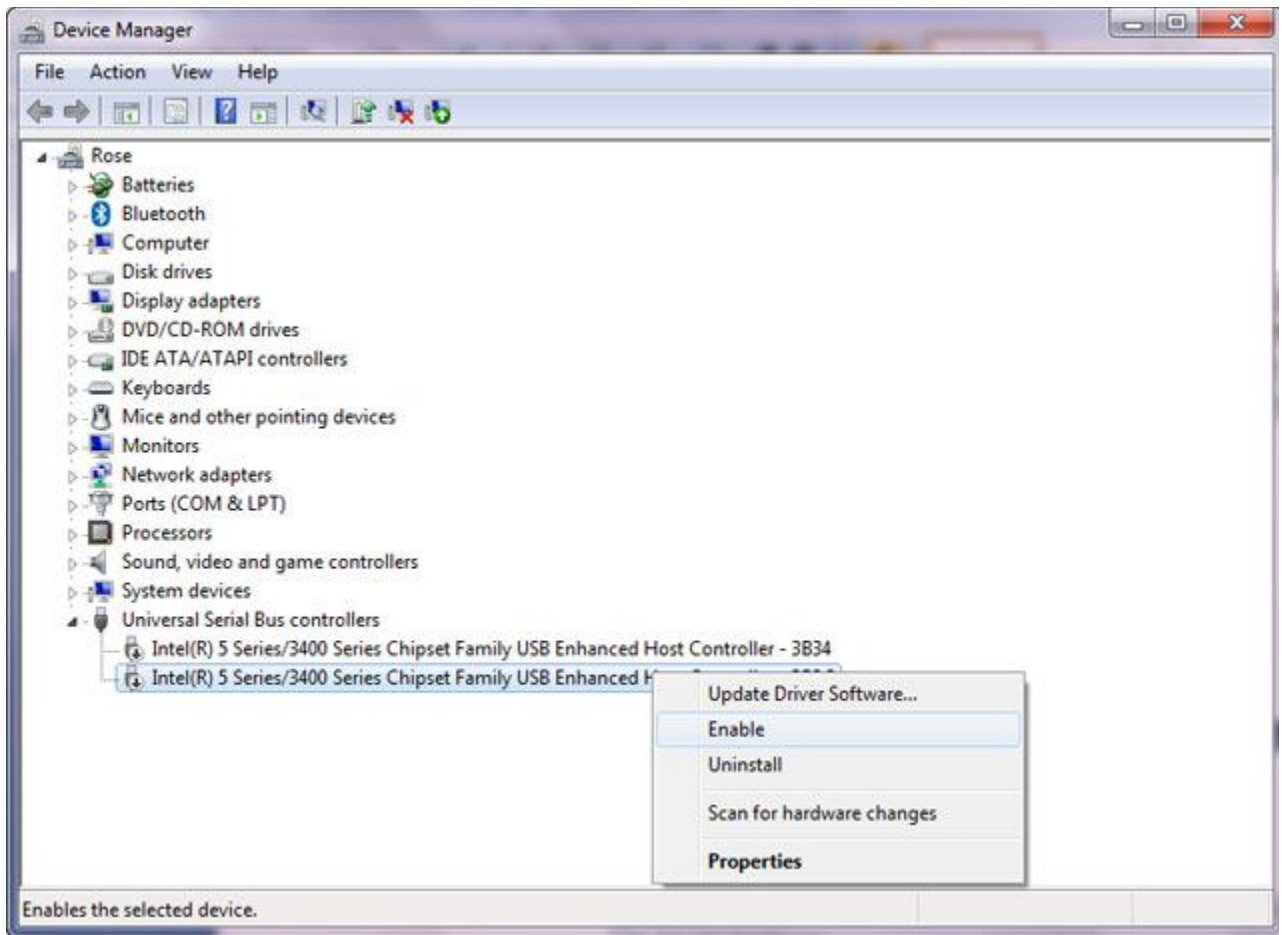 Device Manager
File Action View Help
Rose
Batteries
Bluetooth
Computer
Disk drives
Display adapters
DVD/CD-ROM drives
IDE ATA/ATAPI controllers
Keyboards
Mice and other pointing devices
Monitors
Network adapters
Ports (COM & LPT)
Processors
Sound, video and game controllers
System devices
Universal Serial Bus controllers
Intel(R) 5 Series/3400 Series Chipset Family USB Enhanced Host Controller - 3B34
Intel(R) 5 Series/3400 Series Chipset Family USB Enhanced
Update Driver Software...
Enable
Uninstall
Scan for hardware changes
Properties
Enables the selected device.